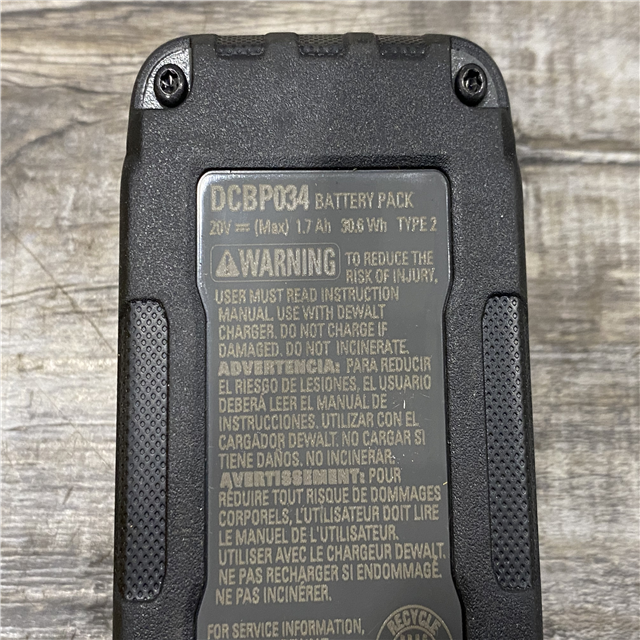 DCBP034 BATTERY PACK
20V ⎓ (Max) 1.7 Ah 30.6 Wh TYPE 2
⚠WARNING TO REDUCE THE
RISK OF INJURY,
USER MUST READ INSTRUCTION
MANUAL. USE WITH DEWALT
CHARGER. DO NOT CHARGE IF
DAMAGED. DO NOT INCINERATE.
ADVERTENCIA: PARA REDUCIR
EL RIESGO DE LESIONES, EL USUARIO
DEBERÁ LEER EL MANUAL DE
INSTRUCCIONES. UTILIZAR CON EL
CARGADOR DEWALT. NO CARGAR SI
TIENE DAÑOS. NO INCINERAR.
AVERTISSEMENT: POUR
RÉDUIRE TOUT RISQUE DE DOMMAGES
CORPORELS, L'UTILISATEUR DOIT LIRE
LE MANUEL DE L'UTILISATEUR.
UTILISER AVEC LE CHARGEUR DEWALT.
NE PAS RECHARGER SI ENDOMMAGÉ.
NE PAS INCINÉRER.
FOR SERVICE INFORMATION,
RECYCLE